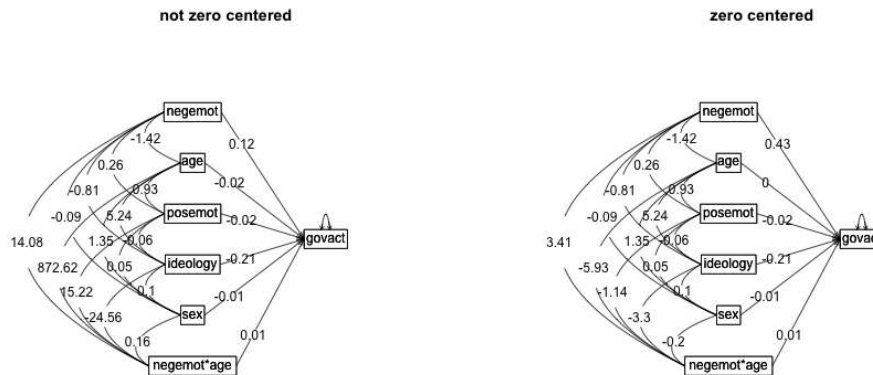 not zero centered
negemot
-1.42
0.12
0.26
age
-0.81
0.93
-0.02
-0.09
5.24
posemot
-0.02
14.08
1.35
-0.06
govact
872.62
0.05
ideology
-0.21
15.22
0.1
-24.56
sex
-0.01
0.16
0.01
negemot*age
zero centered
negemot
-1.42
0.43
0.26
age
-0.81
0.93
0
-0.09
5.24
posemot
-0.02
3.41
1.35
-0.06
govac
-5.93
0.05
ideology
-0.21
-1.14
0.1
-3.3
sex
-0.01
-0.2
0.01
negemot*age